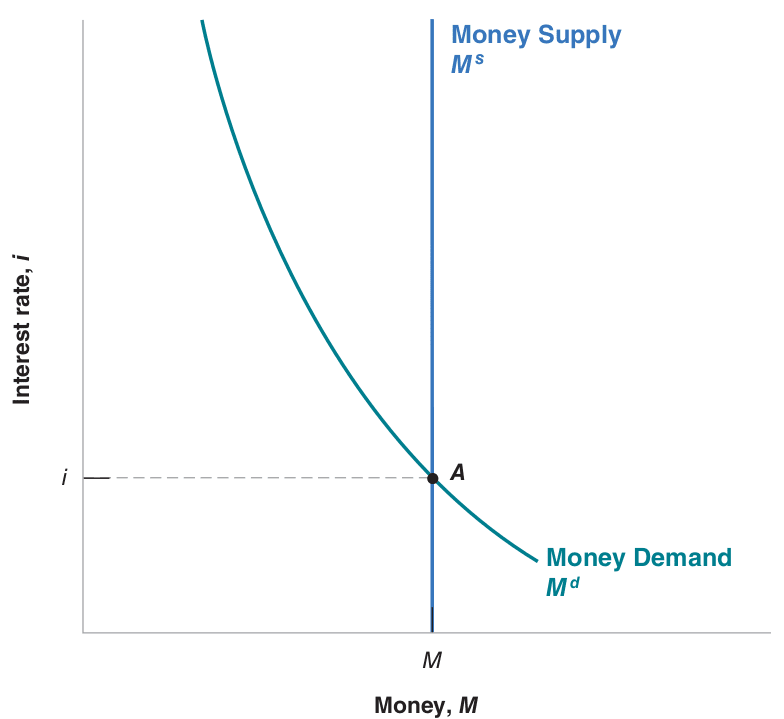 Money Supply
M s
Interest rate, i
i
A
Money Demand
M d
M
Money, M